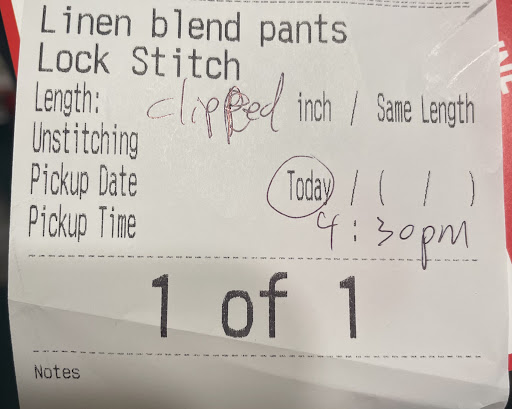 Linen blend pants
Lock Stitch
Length: clipped inch / Same Length
Unstitching
Pickup Date Today / ( / )
Pickup Time 4:30pm
1 of 1
Notes